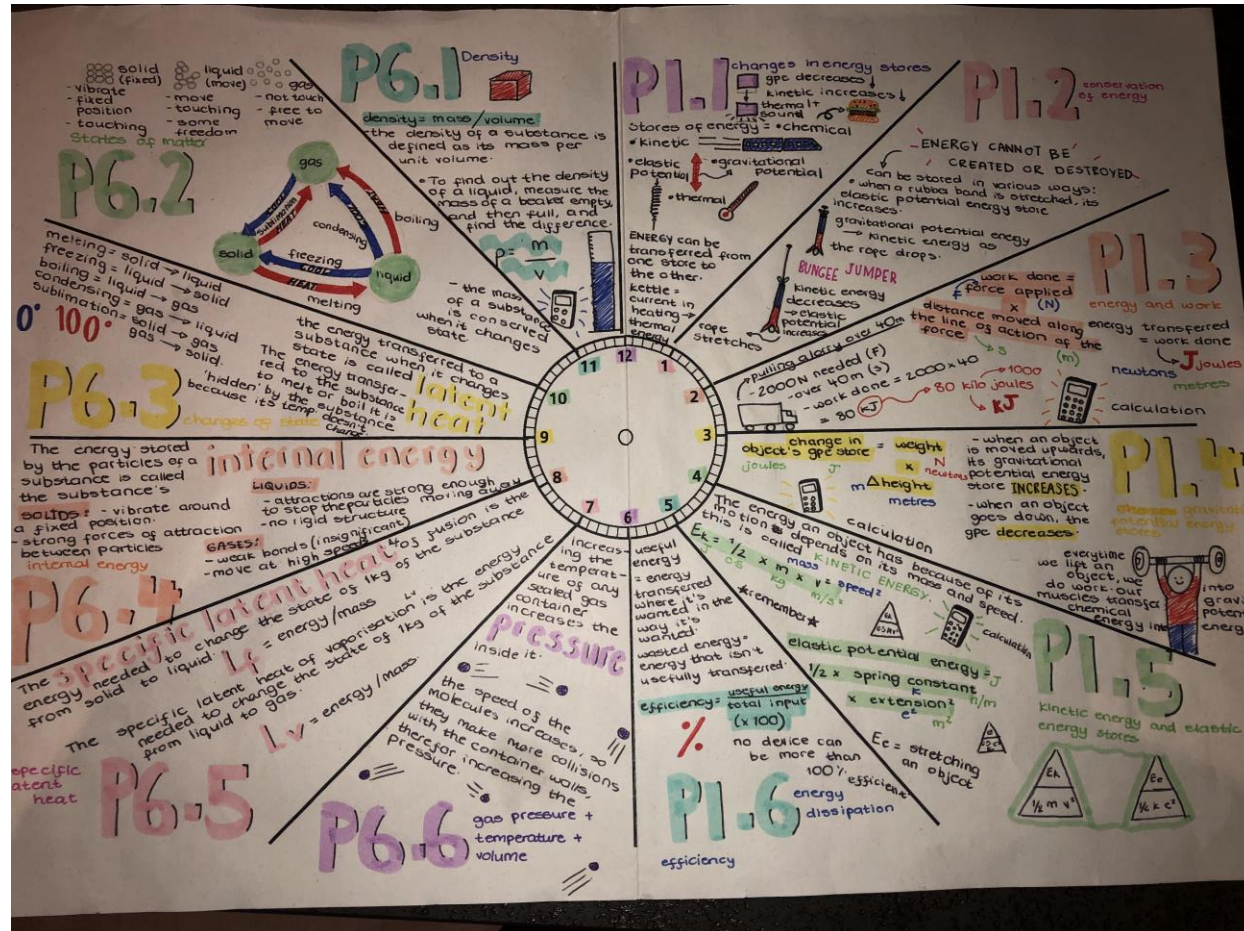 P1.1
changes in energy stores
gpe decreases ↓
kinetic increases ↓
thermal +
sound
Stores of energy = • chemical
• kinetic
• elastic
potential
• gravitational
potential
• thermal
ENERGY can be
transferred from
one store to
the other.
kettle =
current in
heating →
thermal
energy
P1.2
conservation
of energy
ENERGY CANNOT BE
CREATED OR DESTROYED
can be stored in various ways:
• when a rubber band is stretched, its
elastic potential energy store
increases.
gravitational potential energy
→ kinetic energy as
the rope drops.
BUNGEE JUMPER
kinetic energy
decreases
→ elastic
potential
increases
rope
stretches
P1.3
energy and work
work done =
F force applied
x (N)
distance moved along
the line of action of the
force
→ s
(m)
energy transferred
= work done
→ Joules
newtons
metres
pulling a lorry over 40m
- 2000N needed (F)
- over 40m (s)
- work done = 2000 x 40
= 80 kJ
→ 80 kilo joules
→ 1000
→ KJ
calculation
P1.4
gravitational
potential energy
stores
change in
object's gpe store = weight
joules J
x N
newtons
m Δheight
metres
calculation
- when an object
is moved upwards,
its gravitational
potential energy
store INCREASES.
- when an object
goes down, the
gpe decreases.
everytime
we lift an
object, we
do work. our
muscles transfer
chemical
energy into
P1.5
kinetic energy and elastic
energy stores
The energy an object has because of its
motion depends on its mass and speed.
this is called KINETIC ENERGY.
Ek = 1/2 x m x v² = speed²
mass
J 0.5 kg m/s²
*remember*
calculation
elastic potential energy = J
1/2 x spring constant
K n/m
x extension²
e² m²
Ee = stretching
an object
Ek
1/2 m v²
Ee
1/2 k e²
P1.6
energy
dissipation
efficiency
useful
energy
= energy
transferred
where it's
wanted in the
way it's
wanted.
wasted energy =
energy that isn't
usefully transferred.
efficiency = useful energy
total input
(x 100)
%
no device can
be more than
100% efficient
P6.6
gas pressure +
temperature +
volume
increas-
ing the
temperat-
ure of any
sealed gas
container
increases the
pressure
inside it.
the speed of the
molecules increases, so
they make more collisions
with the container walls,
therefor increasing the
pressure.
P6.5
specific
latent
heat
The specific latent heat of fusion is the
energy needed to change the state of 1kg of the substance
from solid to liquid.
Lf = energy/mass
The specific latent heat of vaporisation is the energy
needed to change the state of 1kg of the substance
from liquid to gas.
Lv
Lv = energy/mass.
P6.4
internal energy
The energy stored
by the particles of a
substance is called
the substance's
internal energy
SOLIDS: - vibrate around
a fixed position.
- strong forces of attraction
between particles
LIQUIDS:
- attractions are strong enough
to stop the particles moving away
- no rigid structure
GASES:
- weak bonds (insignificant)
- move at high speed
P6.3
changes of state
melting = solid → liquid
freezing = liquid → solid
boiling = liquid → gas
condensing = gas → liquid
sublimation = solid → gas
gas → solid.
0° 100°
the energy transferred to a
substance when it changes
state is called latent
heat
The energy transfer-
red to the substance
to melt or boil it is
'hidden' by the substance
because its temp. doesn't
change.
P6.2
States of matter
solid
(fixed)
- vibrate
- fixed
position
- touching
liquid
(move)
- move
- touching
- some
freedom
gas
- not touch
- free to
move
gas
solid
liquid
COOL
sublimation
HEAT
condensing
COOL
HEAT
boiling
freezing
COOL
HEAT
melting
P6.1
Density
density = mass/volume
- the density of a substance is
defined as its mass per
unit volume.
• To find out the density
of a liquid, measure the
mass of a beaker empty,
and then full, and
find the difference.
ρ = m
v
- the mass
of a substance
is conserved
when it changes
state
12
1
2
3
4
5
6
7
8
9
10
11